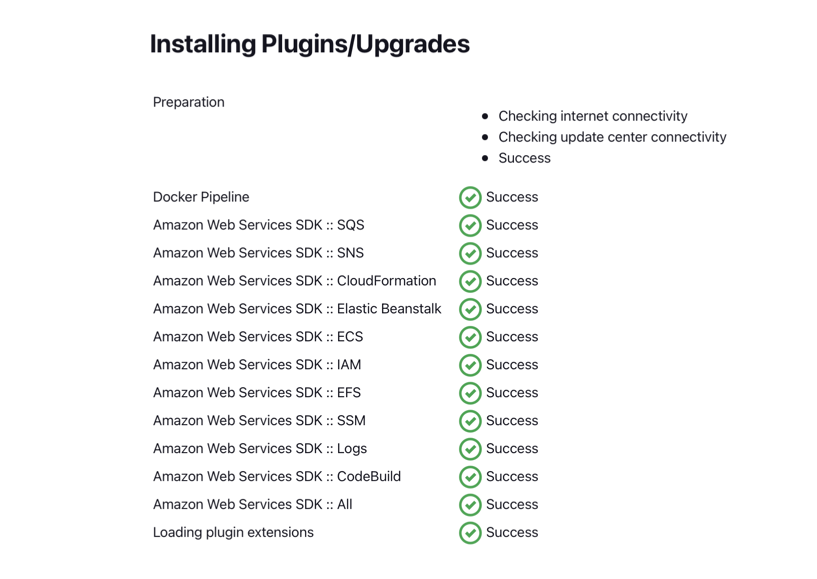 Installing Plugins/Upgrades
Preparation
Checking internet connectivity
Checking update center connectivity
Success
Docker Pipeline Success
Amazon Web Services SDK :: SQS Success
Amazon Web Services SDK :: SNS Success
Amazon Web Services SDK :: CloudFormation Success
Amazon Web Services SDK :: Elastic Beanstalk Success
Amazon Web Services SDK :: ECS Success
Amazon Web Services SDK :: IAM Success
Amazon Web Services SDK :: EFS Success
Amazon Web Services SDK :: SSM Success
Amazon Web Services SDK :: Logs Success
Amazon Web Services SDK :: CodeBuild Success
Amazon Web Services SDK :: All Success
Loading plugin extensions Success